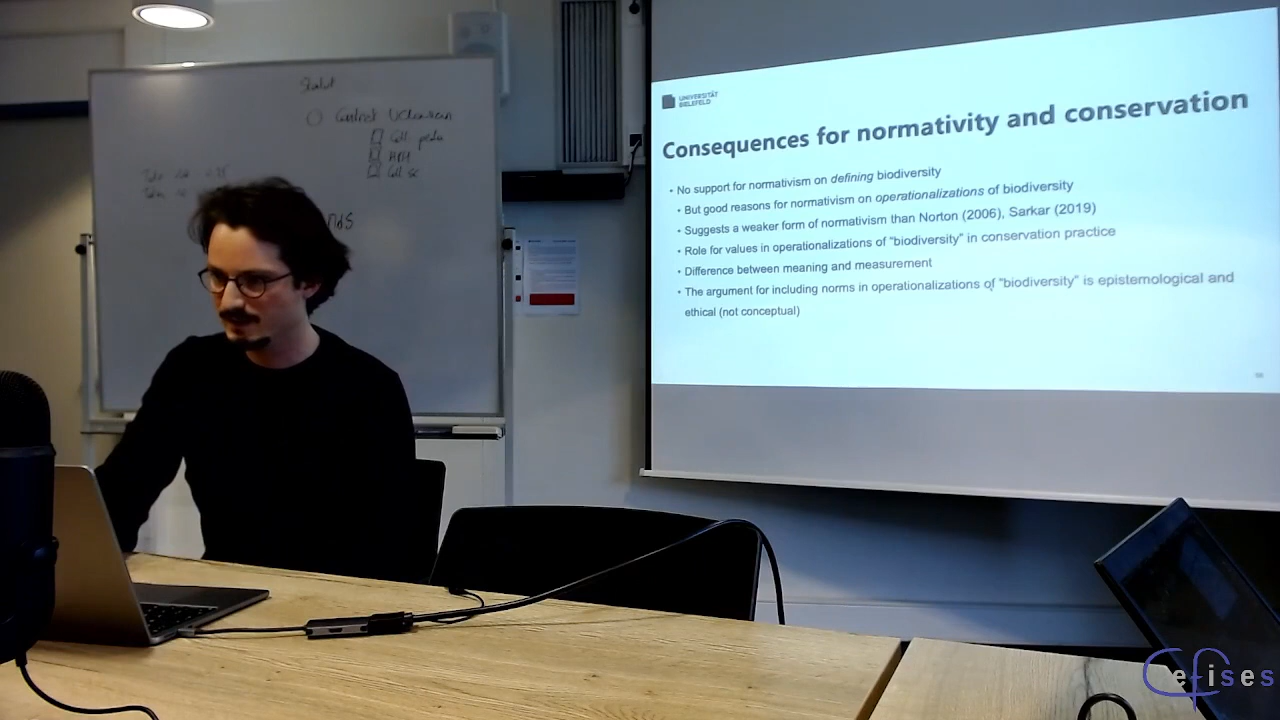 UNIVERSITÄT
BIELEFELD
Consequences for normativity and conservation
• No support for normativism on defining biodiversity
• But good reasons for normativism on operationalizations of biodiversity
• Suggests a weaker form of normativism than Norton (2006), Sarkar (2019)
• Role for values in operationalizations of "biodiversity" in conservation practice
• Difference between meaning and measurement
• The argument for including norms in operationalizations of "biodiversity" is epistemological and
ethical (not conceptual)
Cefises